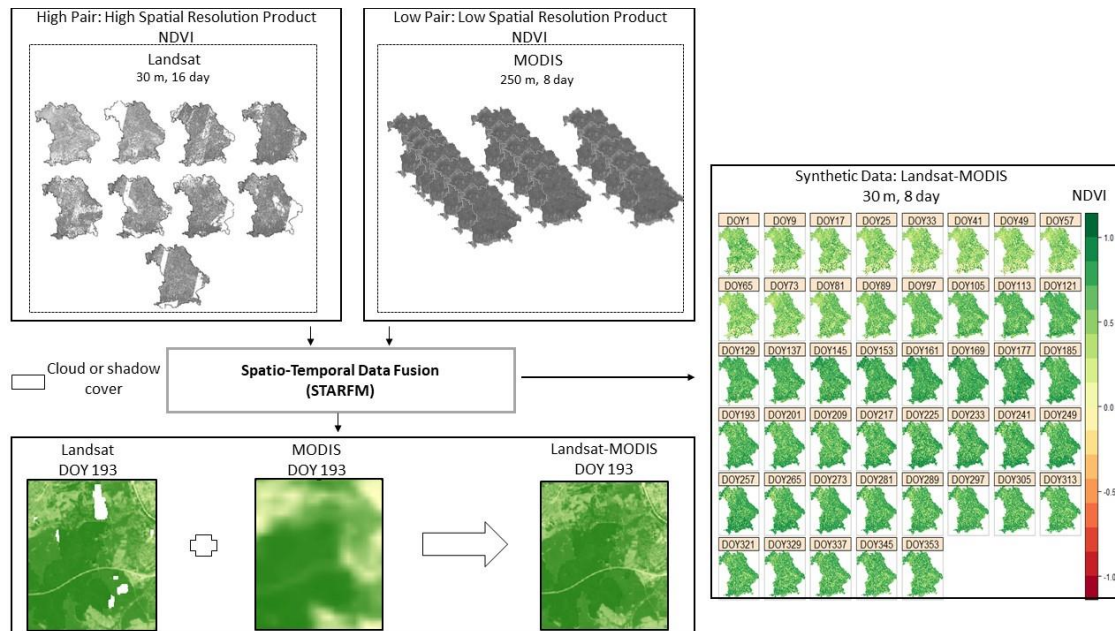 High Pair: High Spatial Resolution Product
NDVI
Landsat
30 m, 16 day
Low Pair: Low Spatial Resolution Product
NDVI
MODIS
250 m, 8 day
Synthetic Data: Landsat-MODIS
30 m, 8 day
NDVI
DOY1 DOY9 DOY17 DOY25 DOY33 DOY41 DOY49 DOY57
DOY65 DOY73 DOY81 DOY89 DOY97 DOY105 DOY113 DOY121
DOY129 DOY137 DOY145 DOY153 DOY161 DOY169 DOY177 DOY185
DOY193 DOY201 DOY209 DOY217 DOY225 DOY233 DOY241 DOY249
DOY257 DOY265 DOY273 DOY281 DOY289 DOY297 DOY305 DOY313
DOY321 DOY329 DOY337 DOY345 DOY353
1.0
0.5
0.0
-0.5
-1.0
Cloud or shadow
cover
Spatio-Temporal Data Fusion
(STARFM)
Landsat
DOY 193
MODIS
DOY 193
Landsat-MODIS
DOY 193